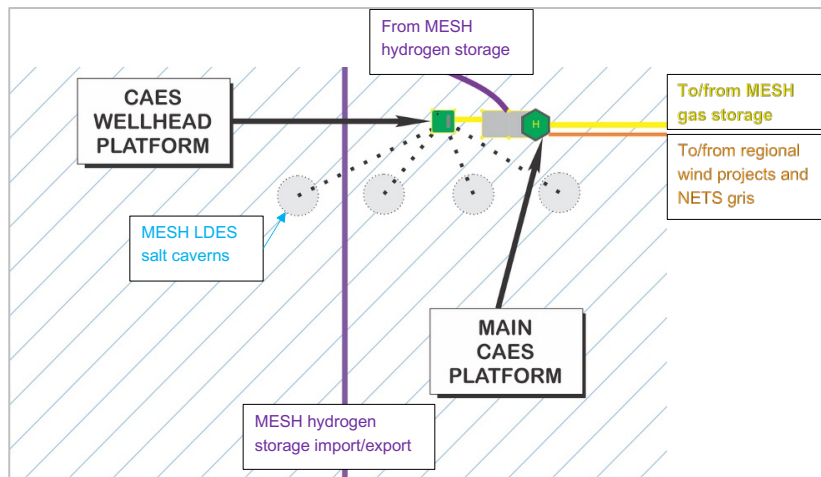 From MESH
hydrogen storage
CAES
WELLHEAD
PLATFORM
H
To/from MESH
gas storage
To/from regional
wind projects and
NETS gris
MESH LDES
salt caverns
MAIN
CAES
PLATFORM
MESH hydrogen
storage import/export